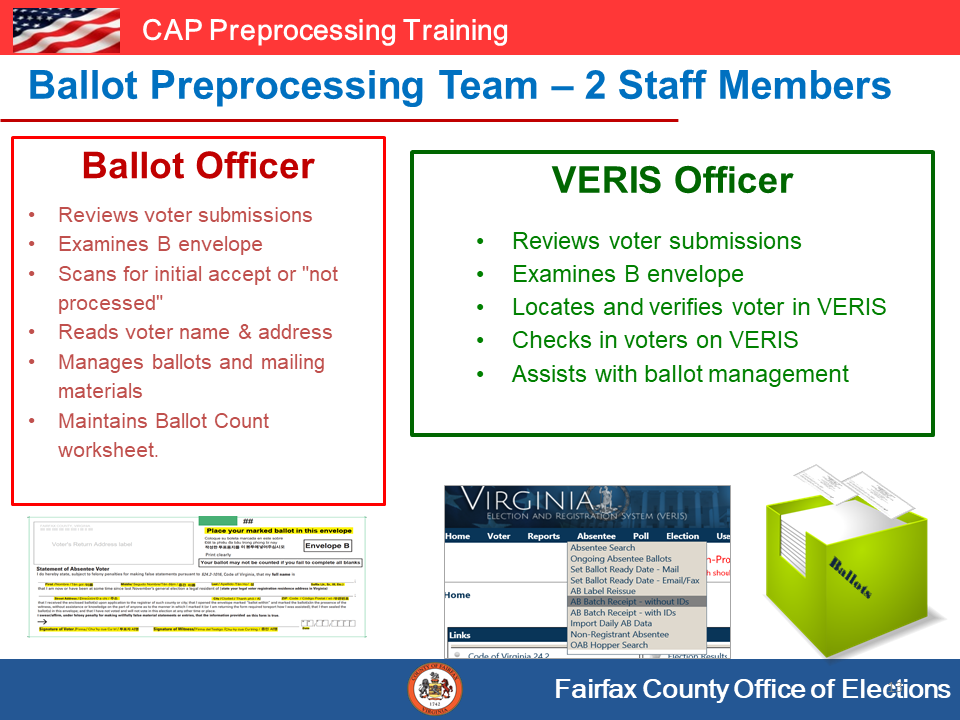 CAP Preprocessing Training
Ballot Preprocessing Team – 2 Staff Members
Ballot Officer
• Reviews voter submissions
• Examines B envelope
• Scans for initial accept or "not
processed"
• Reads voter name & address
• Manages ballots and mailing
materials
• Maintains Ballot Count
worksheet.
VERIS Officer
• Reviews voter submissions
• Examines B envelope
• Locates and verifies voter in VERIS
• Checks in voters on VERIS
• Assists with ballot management
##
Place your marked ballot in this envelope
Envelope B
Print clearly
Your ballot may not be counted if you fail to complete all blanks
Voter's Return Address label
Statement of Absentee Voter
VIRGINIA
ELECTION AND REGISTRATION SYSTEM (VERIS)
Home Voter Reports Absentee Poll Election
Absentee Search
Ongoing Absentee Ballots
Set Ballot Ready Date - Mail
Set Ballot Ready Date - Email/Fax
AB Label Reissue
AB Batch Receipt - without IDs
AB Batch Receipt - with IDs
Import Daily AB Data
Non-Registrant Absentee
OAB Hopper Search
Home
Links
Code of Virginia 24.2
Election Results
Ballots
Fairfax County Office of Elections